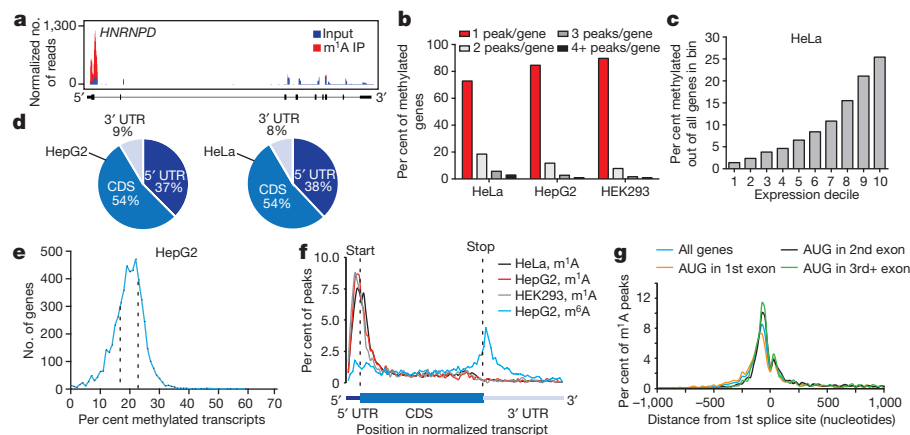 a
1,300
0
Normalized no. of reads
HNRNPD
Input
m¹A IP
5′
3′
b
1 peak/gene
2 peaks/gene
3 peaks/gene
4+ peaks/gene
Per cent of methylated genes
100
80
60
40
20
0
HeLa
HepG2
HEK293
c
HeLa
Per cent methylated out of all genes in bin
30
25
20
15
10
5
0
1 2 3 4 5 6 7 8 9 10
Expression decile
d
3′ UTR
9%
HepG2
5′ UTR
37%
CDS
54%
3′ UTR
8%
HeLa
5′ UTR
38%
CDS
54%
e
HepG2
No. of genes
500
400
300
200
100
0
0 10 20 30 40 50 60 70
Per cent methylated transcripts
f
Start
Stop
HeLa, m¹A
HepG2, m¹A
HEK293, m¹A
HepG2, m⁶A
Per cent of peaks
10.0
7.5
5.0
2.5
0
5′
3′
5′ UTR
CDS
3′ UTR
Position in normalized transcript
g
All genes
AUG in 1st exon
AUG in 2nd exon
AUG in 3rd+ exon
Per cent of m¹A peaks
12
8
4
0
−1,000 −500 0 500 1,000
Distance from 1st splice site (nucleotides)